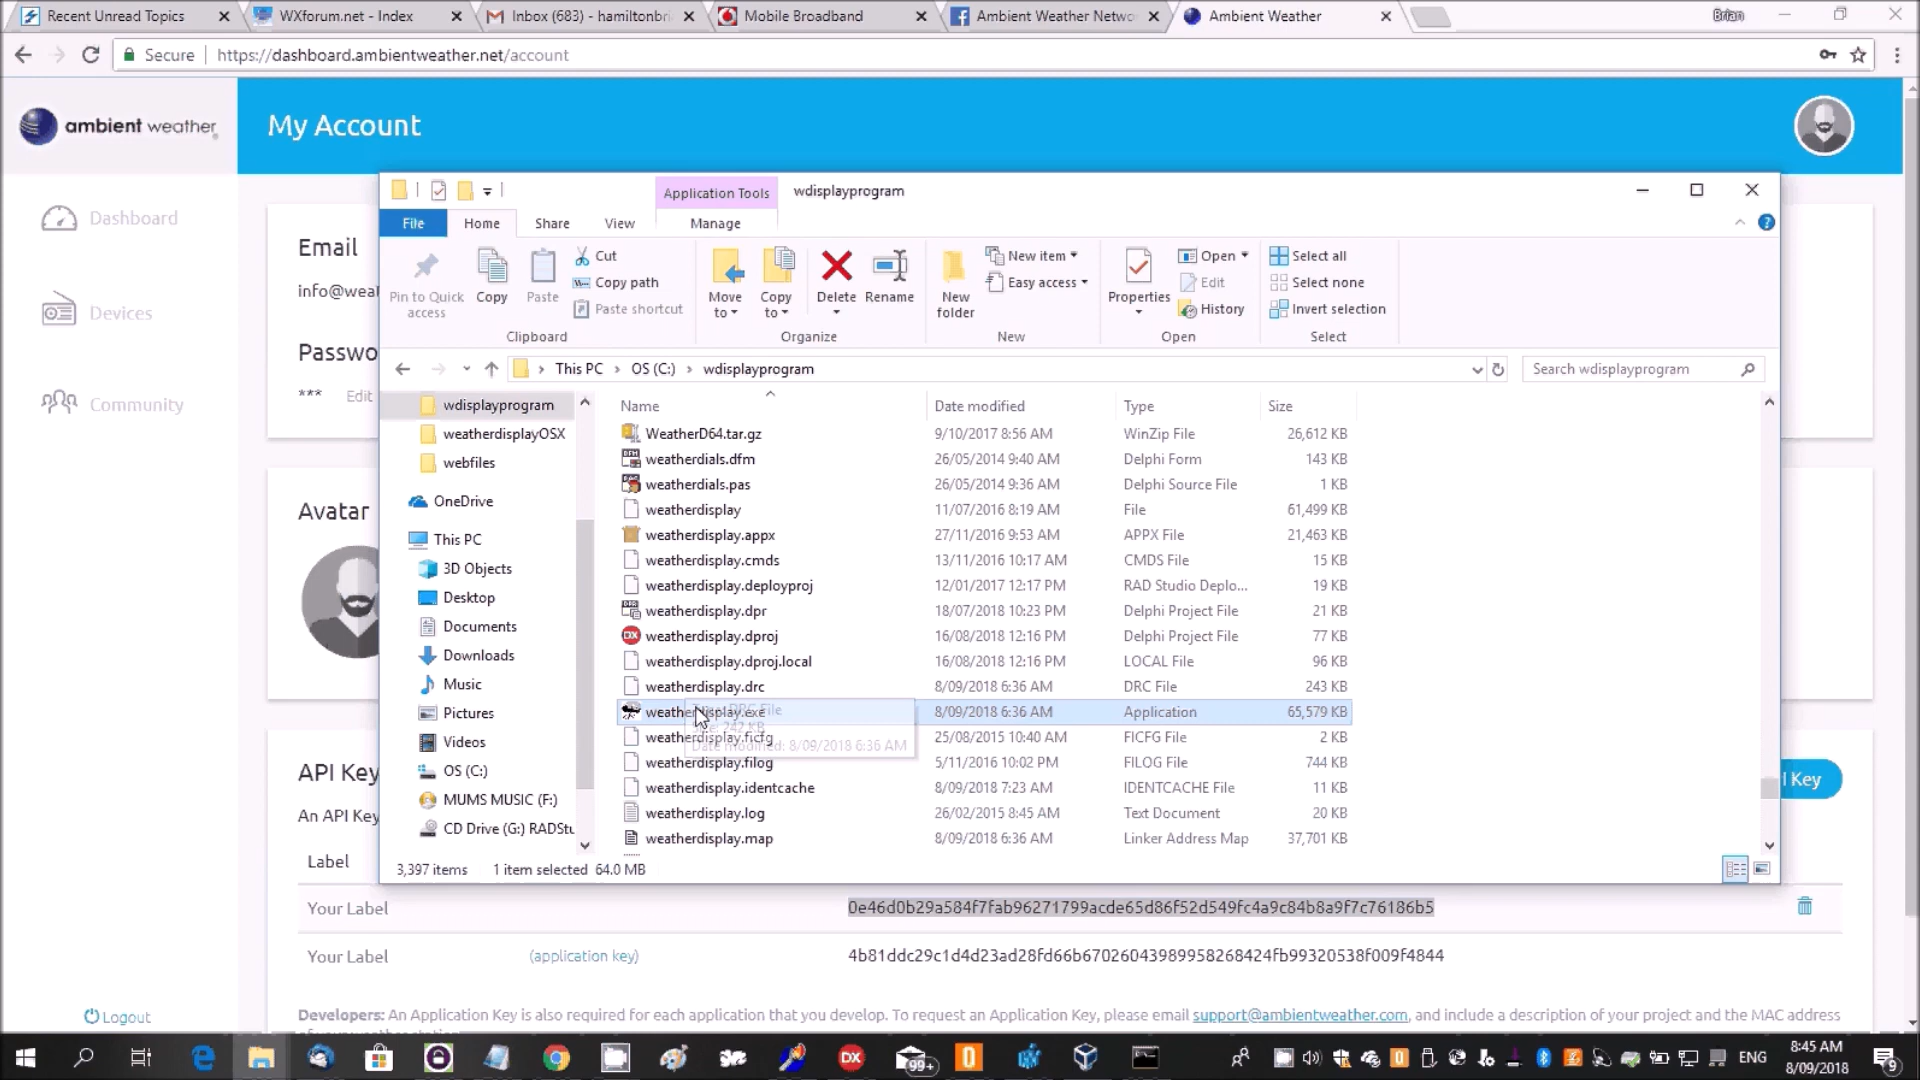 Recent Unread Topics
WXforum.net - Index
Inbox (683) - hamiltonbri
Mobile Broadband
Ambient Weather Netwo
Ambient Weather
Brian
Secure
https://dashboard.ambientweather.net/account
ambient weather
My Account
Dashboard
Devices
Community
Logout
Email
info@weat
Passwo
*** Edit
Avatar
API Key
An API Key
Label
l Key
Application Tools
wdisplayprogram
File
Home
Share
View
Manage
Pin to Quick
access
Copy
Paste
Cut
Copy path
Paste shortcut
Clipboard
Move
to
Copy
to
Delete
Rename
Organize
New
folder
New item
Easy access
New
Properties
Open
Edit
History
Open
Select all
Select none
Invert selection
Select
This PC
OS (C:)
wdisplayprogram
Search wdisplayprogram
wdisplayprogram
weatherdisplayOSX
webfiles
OneDrive
This PC
3D Objects
Desktop
Documents
Downloads
Music
Pictures
Videos
OS (C:)
MUMS MUSIC (F:)
CD Drive (G:) RADStu
Name Date modified Type Size
WeatherD64.tar.gz 9/10/2017 8:56 AM WinZip File 26,612 KB
weatherdials.dfm 26/05/2014 9:40 AM Delphi Form 143 KB
weatherdials.pas 26/05/2014 9:36 AM Delphi Source File 1 KB
weatherdisplay 11/07/2016 8:19 AM File 61,499 KB
weatherdisplay.appx 27/11/2016 9:53 AM APPX File 21,463 KB
weatherdisplay.cmds 13/11/2016 10:17 AM CMDS File 15 KB
weatherdisplay.deployproj 12/01/2017 12:17 PM RAD Studio Deplo... 19 KB
weatherdisplay.dpr 18/07/2018 10:23 PM Delphi Project File 21 KB
weatherdisplay.dproj 16/08/2018 12:16 PM Delphi Project File 77 KB
weatherdisplay.dproj.local 16/08/2018 12:16 PM LOCAL File 96 KB
weatherdisplay.drc 8/09/2018 6:36 AM DRC File 243 KB
weatherdisplay.exe 8/09/2018 6:36 AM Application 65,579 KB
weatherdisplay.ficfg 25/08/2015 10:40 AM FICFG File 2 KB
weatherdisplay.filog 5/11/2016 10:02 PM FILOG File 744 KB
weatherdisplay.identcache 8/09/2018 7:23 AM IDENTCACHE File 11 KB
weatherdisplay.log 26/02/2015 8:45 AM Text Document 20 KB
weatherdisplay.map 8/09/2018 6:36 AM Linker Address Map 37,701 KB
DRC File
Size: 242 KB
Date modified: 8/09/2018 6:36 AM
3,397 items 1 item selected 64.0 MB
Your Label 0e46d0b29a584f7fab96271799acde65d86f52d549fc4a9c84b8a9f7c76186b5
Your Label (application key) 4b81ddc29c1d4d23ad28fd66b67026043989958268424fb99320538f009f4844
Developers: An Application Key is also required for each application that you develop. To request an Application Key, please email support@ambientweather.com, and include a description of your project and the MAC address
DX
99+
ENG
8:45 AM
8/09/2018
9